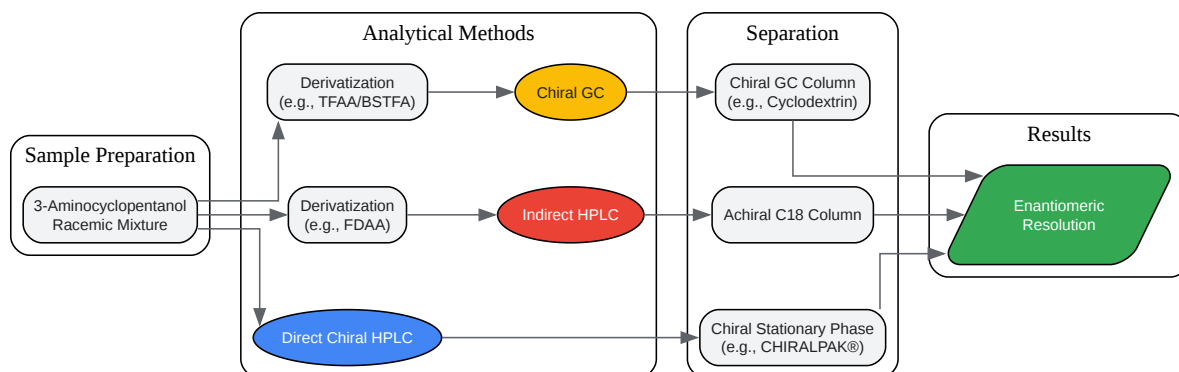 Analytical Methods
Separation
Derivatization
(e.g., TFAA/BSTFA)
Chiral GC
Chiral GC Column
(e.g., Cyclodextrin)
Results
Sample Preparation
3-Aminocyclopentanol
Racemic Mixture
Derivatization
(e.g., FDAA)
Indirect HPLC
Achiral C18 Column
Enantiomeric
Resolution
Direct Chiral HPLC
Chiral Stationary Phase
(e.g., CHIRALPAK®)